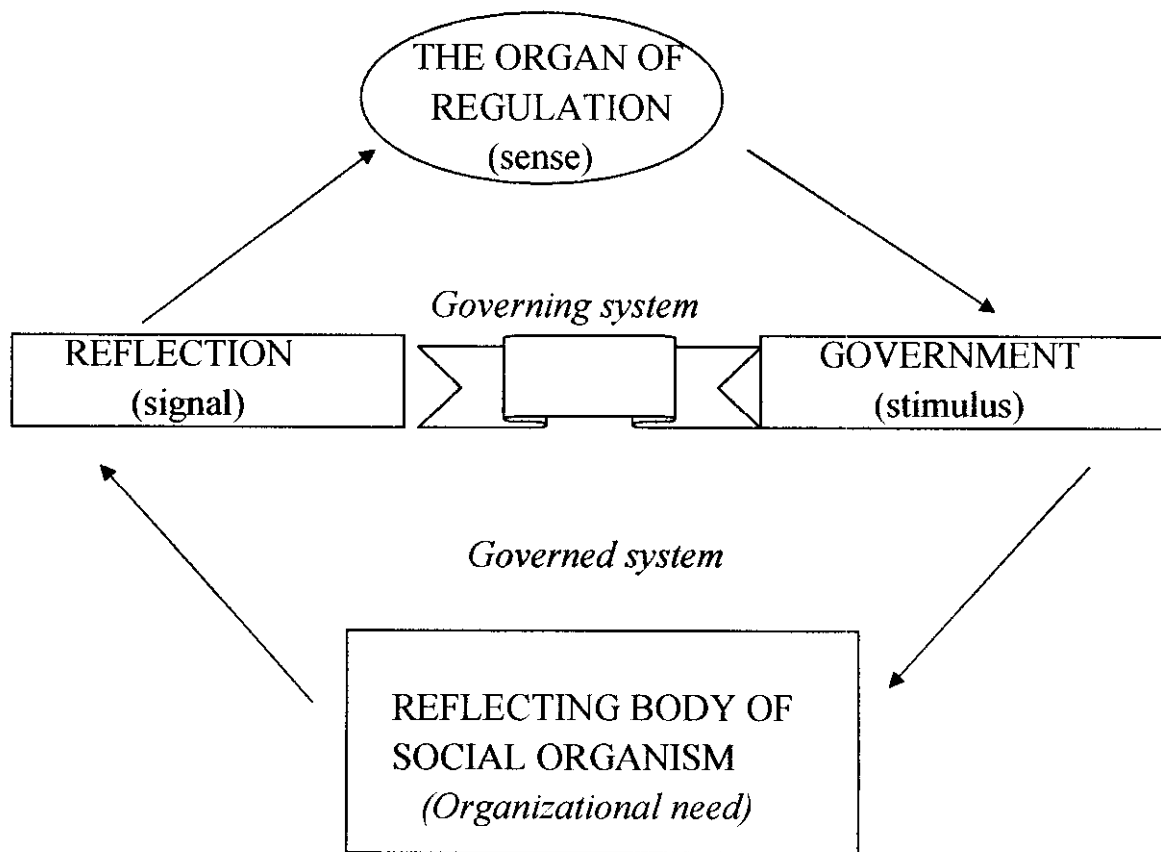 THE ORGAN OF
REGULATION
(sense)
Governing system
REFLECTION
(signal)
GOVERNMENT
(stimulus)
Governed system
REFLECTING BODY OF
SOCIAL ORGANISM
(Organizational need)